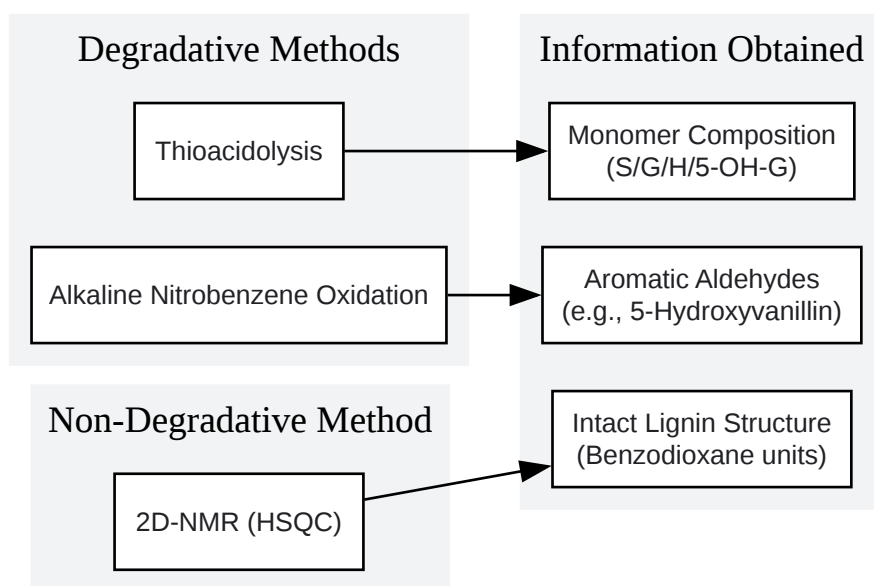 Degradative Methods
Thioacidolysis
Alkaline Nitrobenzene Oxidation
Non-Degradative Method
2D-NMR (HSQC)
Information Obtained
Monomer Composition
(S/G/H/5-OH-G)
Aromatic Aldehydes
(e.g., 5-Hydroxyvanillin)
Intact Lignin Structure
(Benzodioxane units)